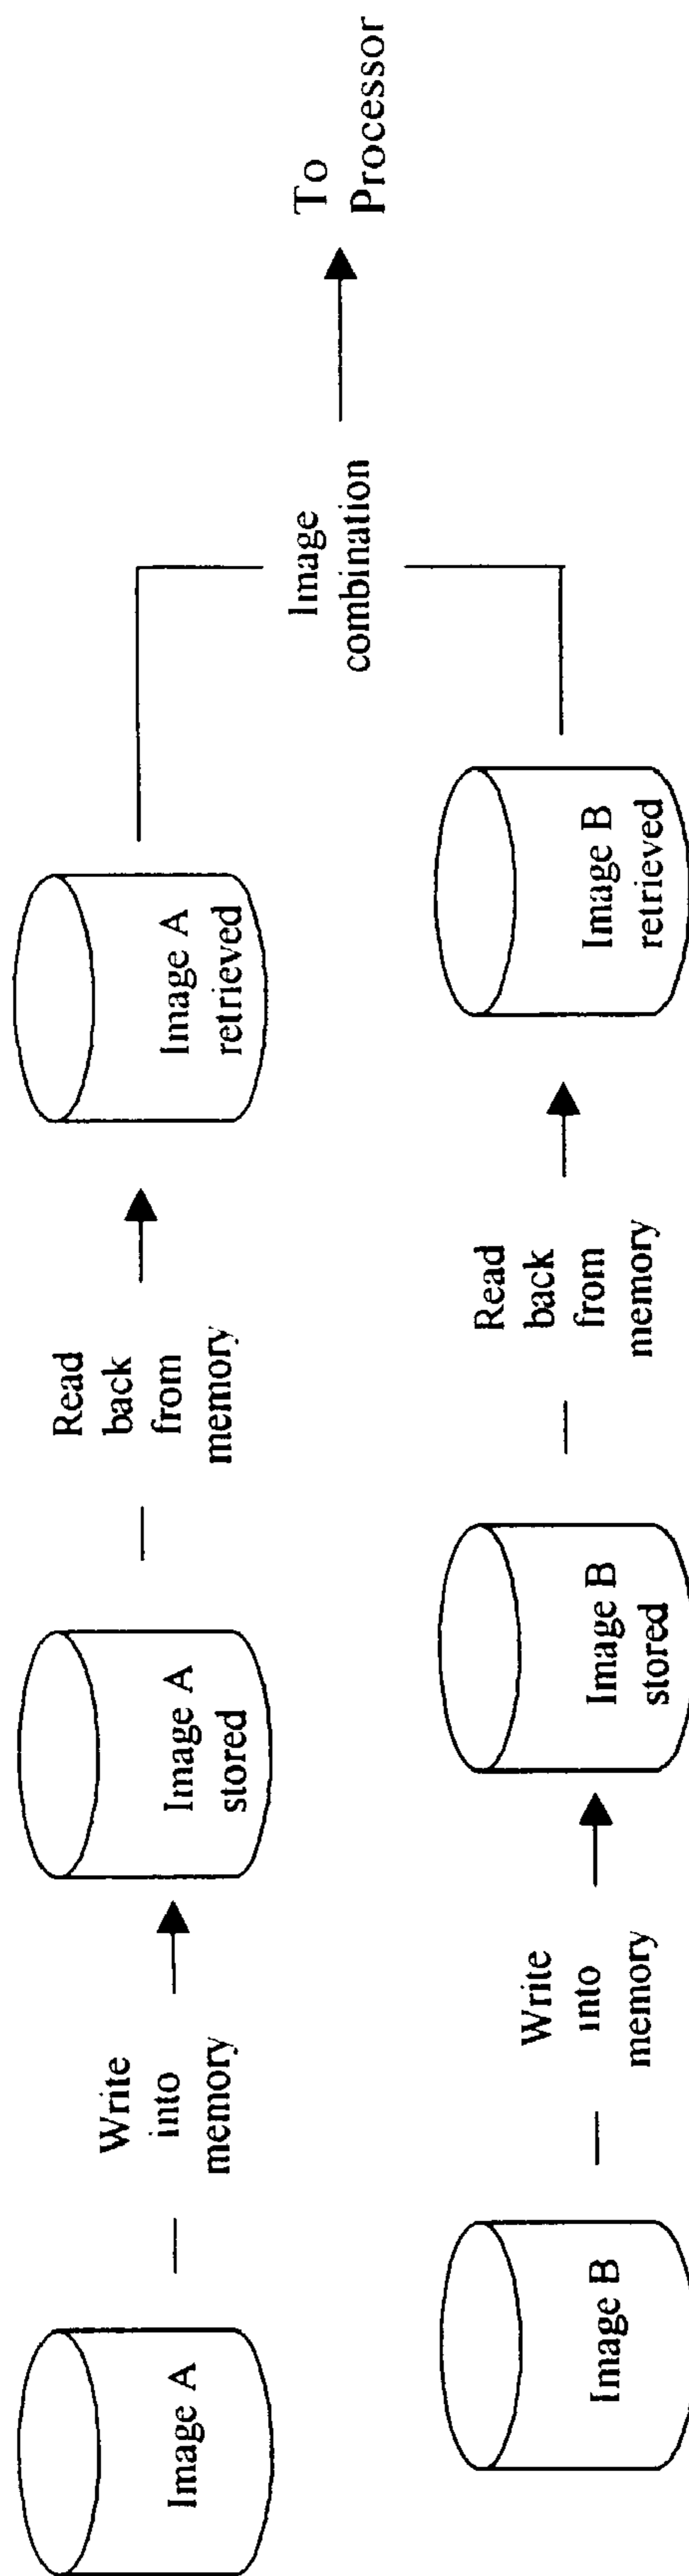 Image A
Write
into
memory
Image A
stored
Read
back
from
memory
Image A
retrieved
Image B
Write
into
memory
Image B
stored
Read
back
from
memory
Image B
retrieved
Image
combination
To
Processor